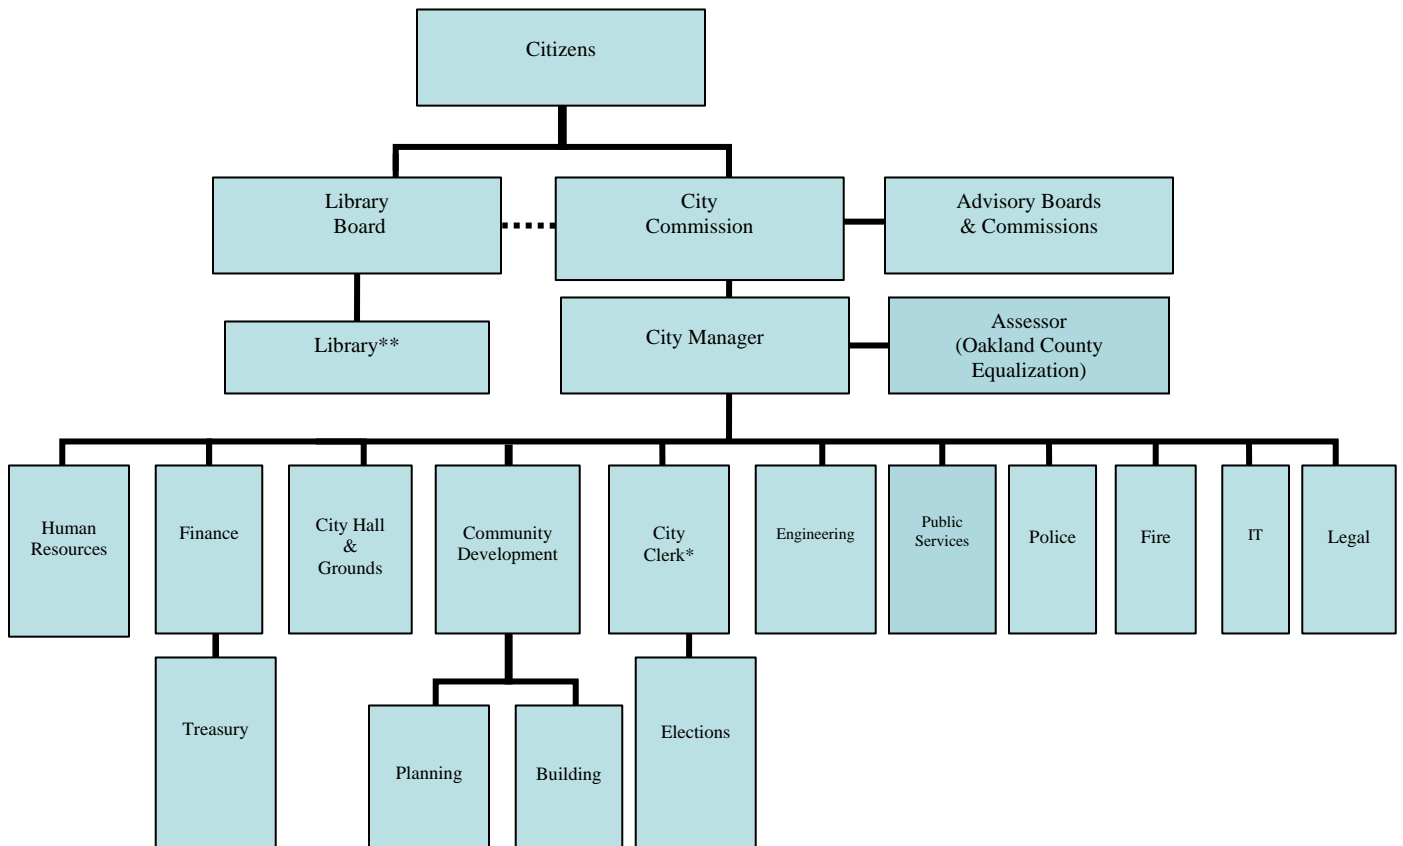 Citizens
Library
Board
City
Commission
Advisory Boards
& Commissions
Library**
City Manager
Assessor
(Oakland County
Equalization)
Human
Resources
Finance
City Hall
&
Grounds
Community
Development
City
Clerk*
Engineering
Public
Services
Police
Fire
IT
Legal
Treasury
Planning
Building
Elections